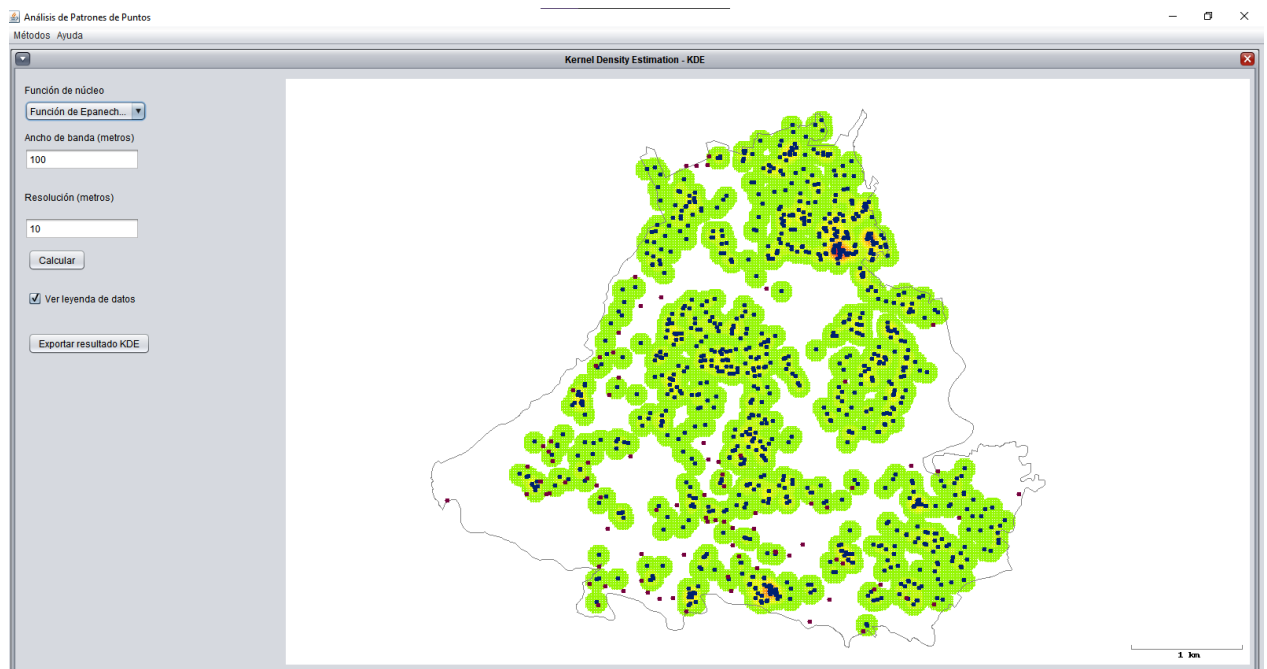 Análisis de Patrones de Puntos
Métodos Ayuda
Kernel Density Estimation - KDE
Función de núcleo
Función de Epanech...
Ancho de banda (metros)
100
Resolución (metros)
10
Calcular
Ver leyenda de datos
Exportar resultado KDE
1 km